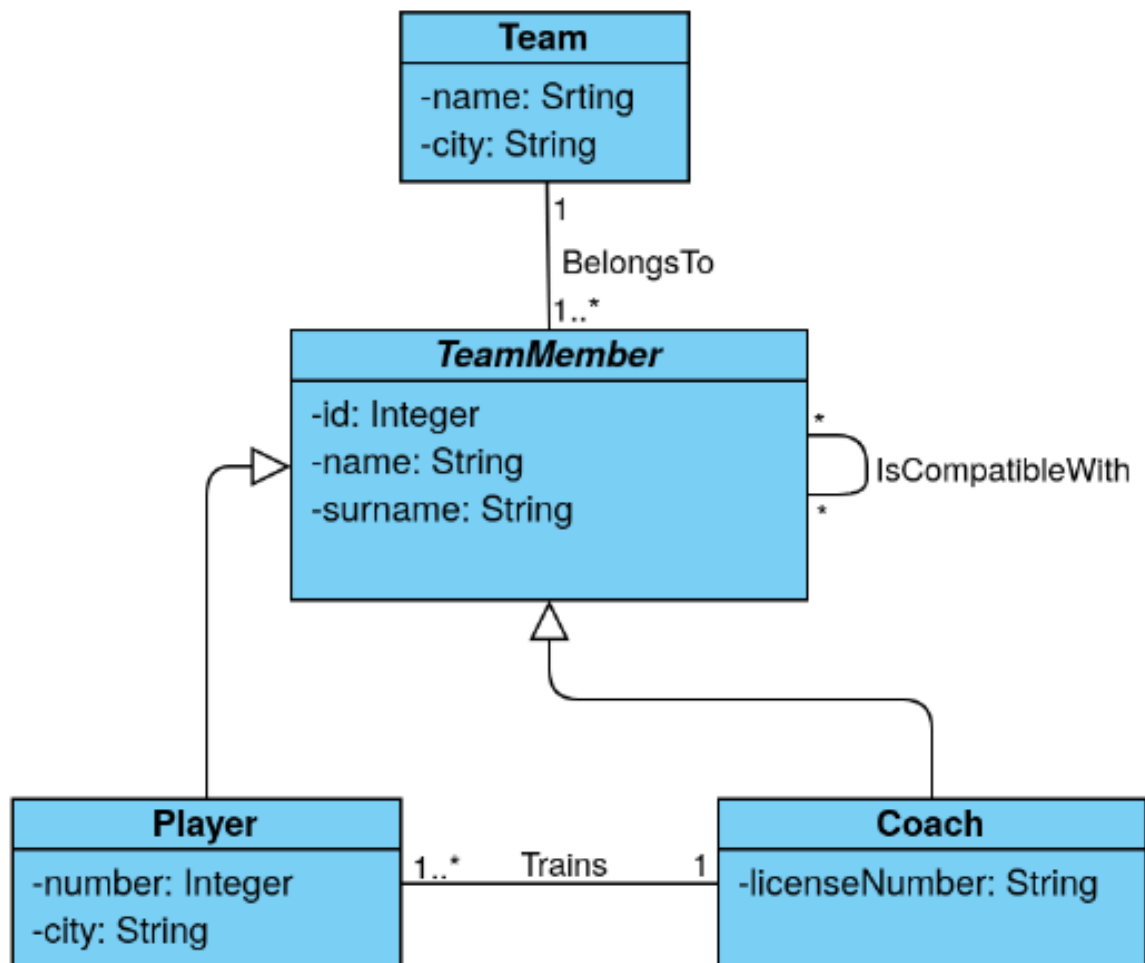 Team
-name: Srting
-city: String
1
BelongsTo
1..*
TeamMember
-id: Integer
-name: String
-surname: String
*
IsCompatibleWith
*
Player
-number: Integer
-city: String
1..*
Trains
1
Coach
-licenseNumber: String